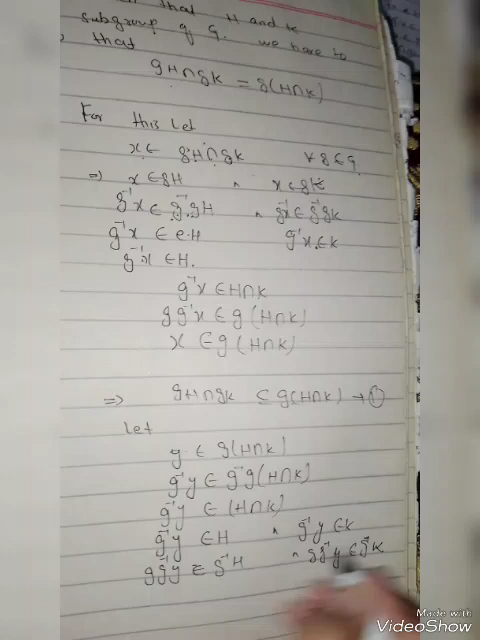 that H and K
subgroup of G. we have to
that
gH∩gK = g(H∩K)
For this let
x ∈ gH∩gK ∀ g∈G
⇒ x ∈ gH ^ x ∈ gK
g⁻¹x ∈ g⁻¹gH ^ g⁻¹x ∈ g⁻¹gK
g⁻¹x ∈ e.H g⁻¹x ∈ K
g⁻¹x ∈ H.
g⁻¹x ∈ H∩K
gg⁻¹x ∈ g(H∩K)
x ∈ g(H∩K)
⇒ gH∩gK ⊆ g(H∩K) → ①
let
y ∈ g(H∩K)
g⁻¹y ∈ g⁻¹g(H∩K)
g⁻¹y ∈ (H∩K)
g⁻¹y ∈ H ^ g⁻¹y ∈ K
gg⁻¹y ∈ g⁻¹H ^ gg⁻¹y ∈ g⁻¹K
Made with
VideoShow